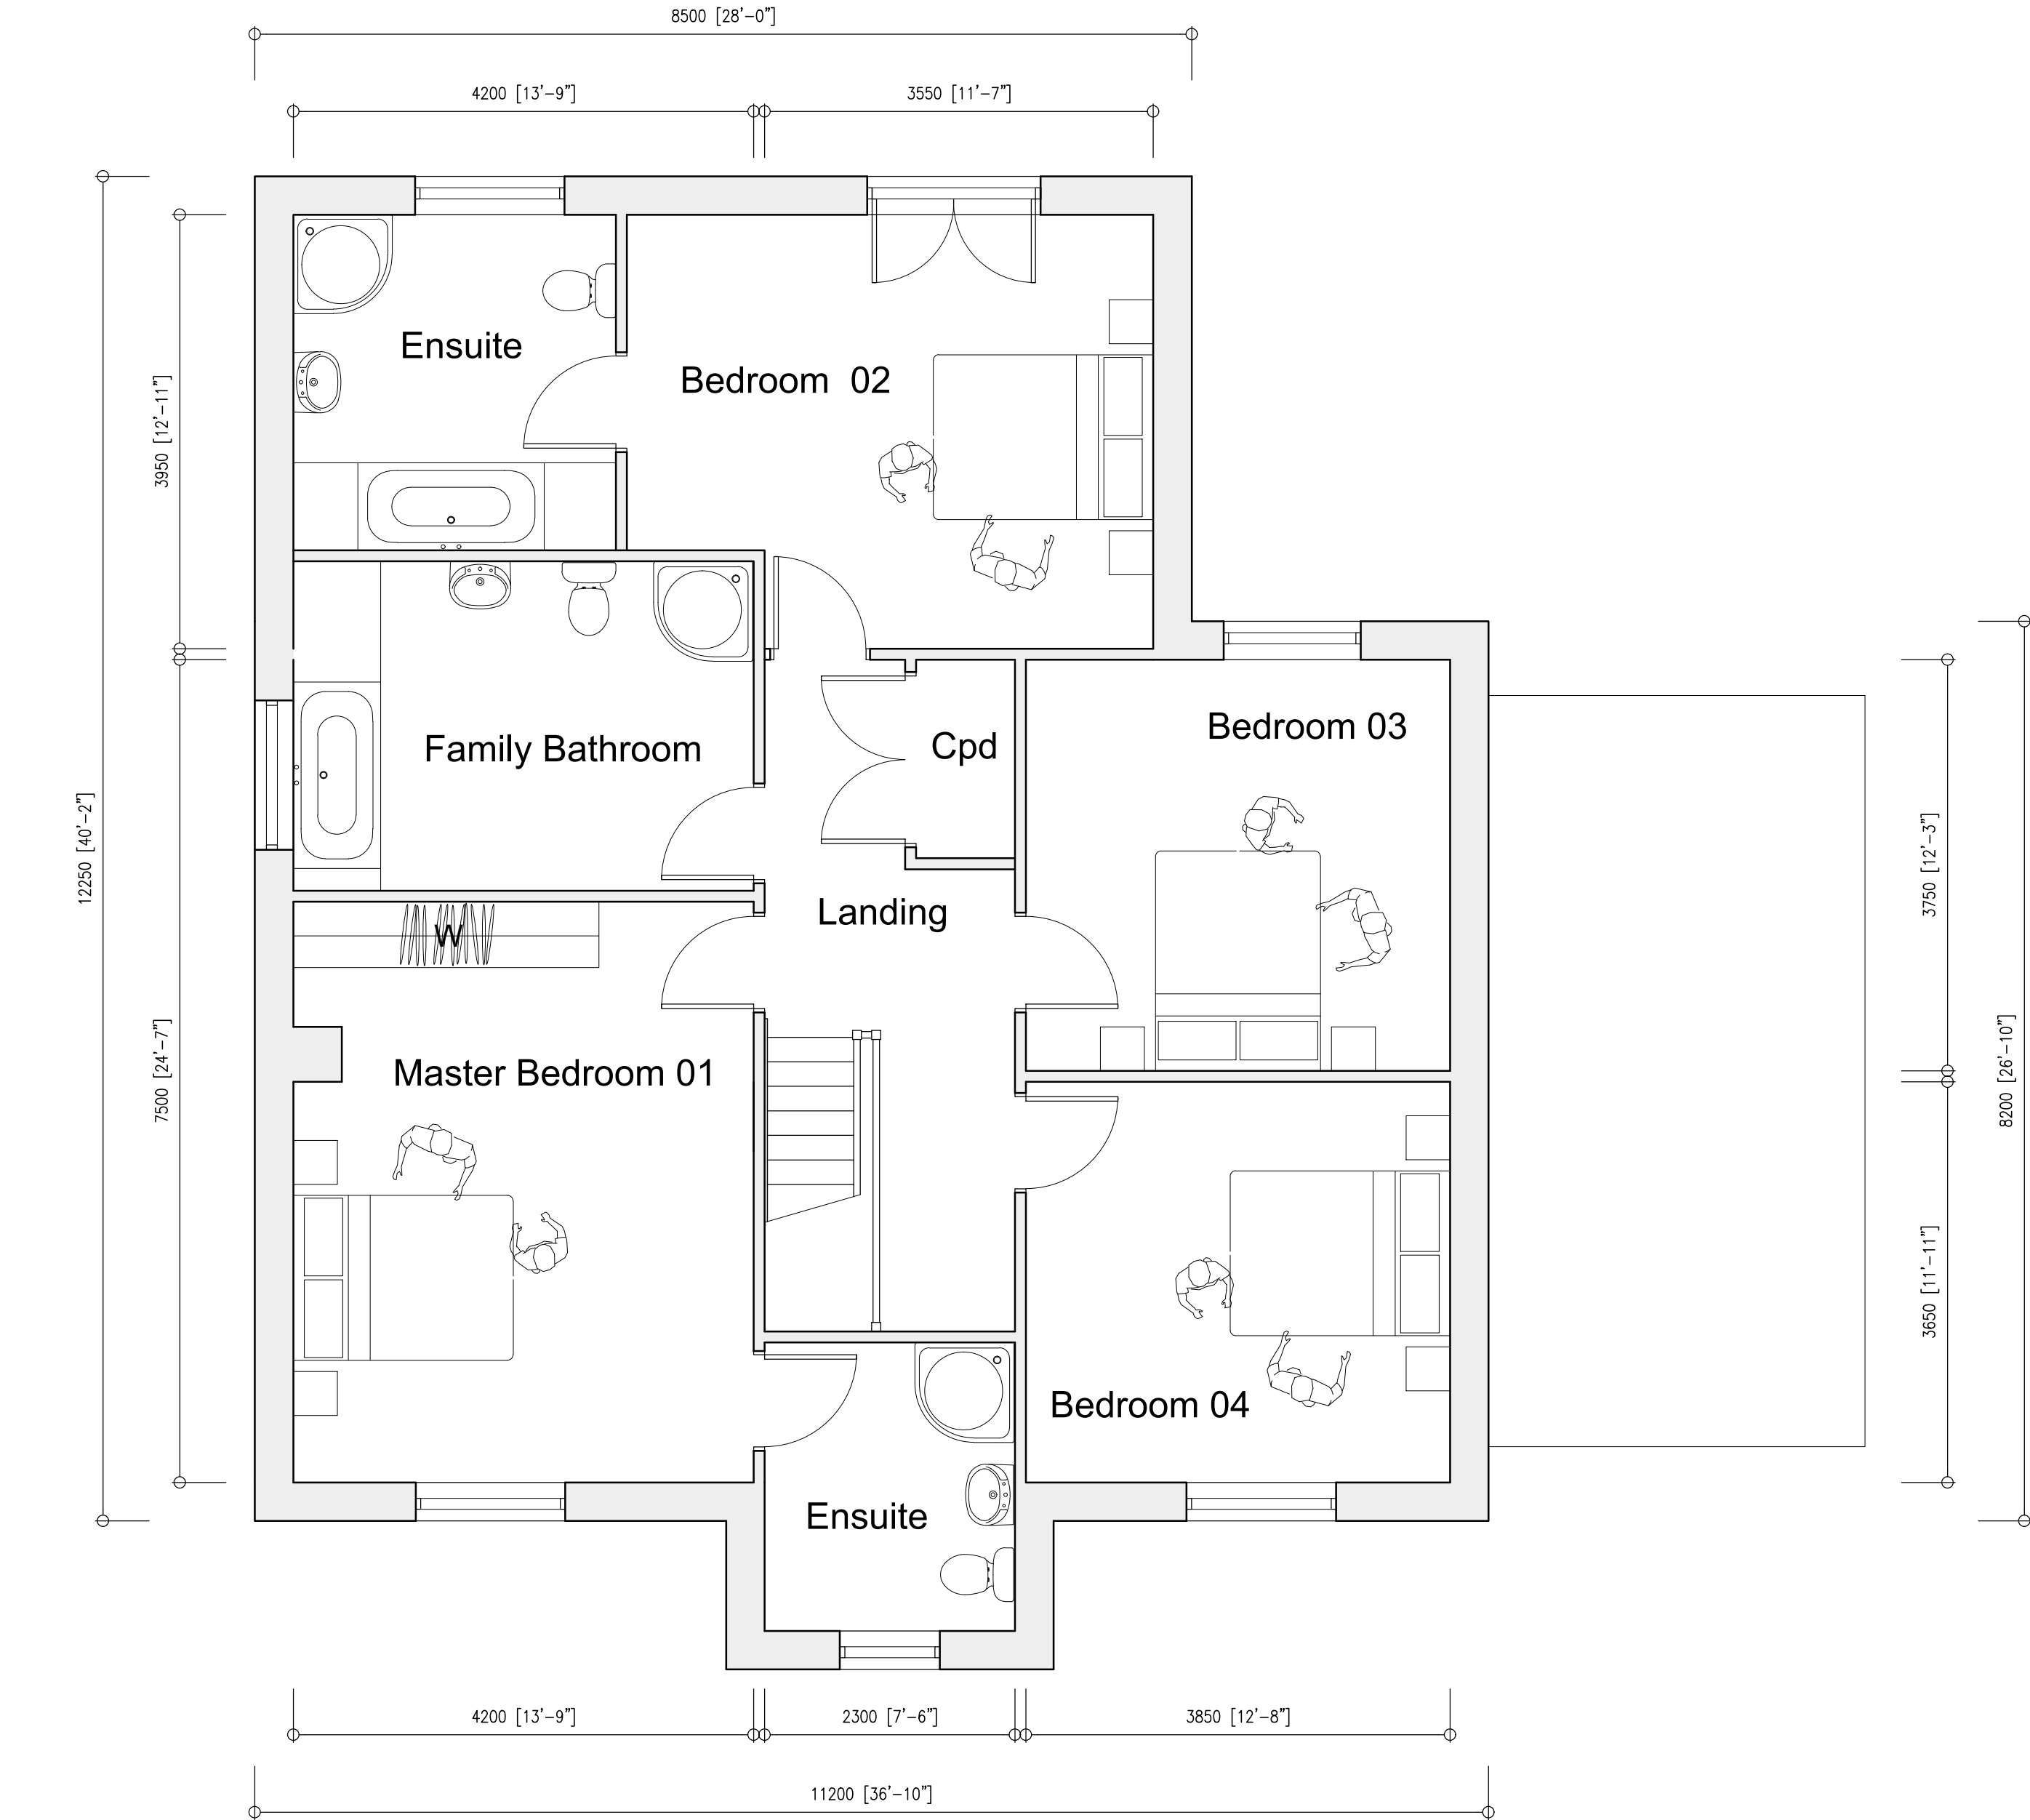 8500 [28'-0"]
4200 [13'-9"]
3550 [11'-7"]
Ensuite
Bedroom 02
3950 [12'-11"]
Family Bathroom
Cpd
Bedroom 03
12250 [40'-2"]
3750 [12'-3"]
Landing
W
Master Bedroom 01
7500 [24'-7"]
8200 [26'-10"]
3650 [11'-11"]
Bedroom 04
Ensuite
4200 [13'-9"]
2300 [7'-6"]
3850 [12'-8"]
11200 [36'-10"]